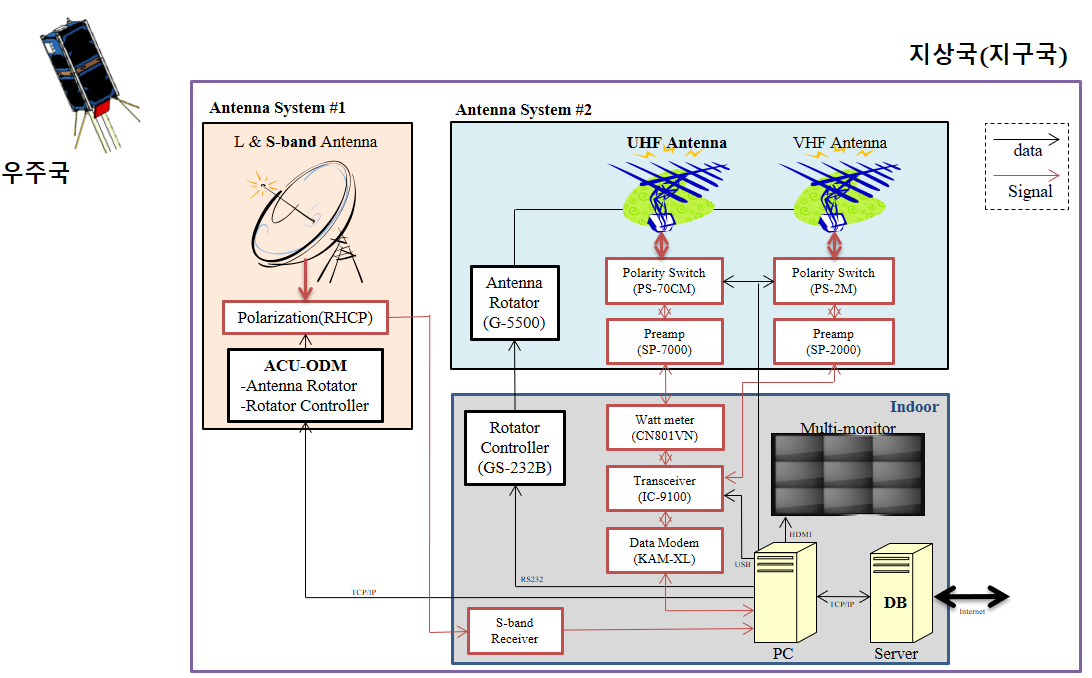 지상국(지구국)
우주국
Antenna System #1
L & S-band Antenna
Polarization(RHCP)
ACU-ODM
-Antenna Rotator
-Rotator Controller
Antenna System #2
UHF Antenna
VHF Antenna
data
Signal
Antenna
Rotator
(G-5500)
Polarity Switch
(PS-70CM)
Polarity Switch
(PS-2M)
Preamp
(SP-7000)
Preamp
(SP-2000)
Indoor
Rotator
Controller
(GS-232B)
Watt meter
(CN801VN)
Multi-monitor
Transceiver
(IC-9100)
Data Modem
(KAM-XL)
HDMI
USB
RS232
TCP/IP
TCP/IP
DB
Internet
S-band
Receiver
PC
Server